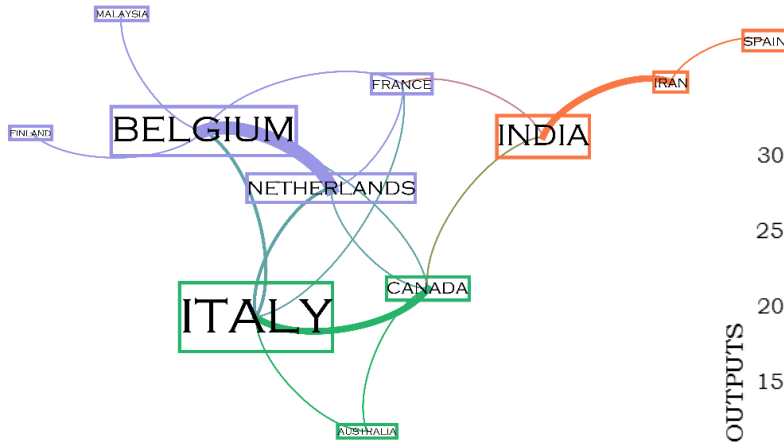 MALAYSIA
SPAIN
FRANCE
IRAN
BELGIUM
INDIA
FINLAND
30
NETHERLANDS
25
CANADA
20
ITALY
15
OUTPUTS
AUSTRALIA